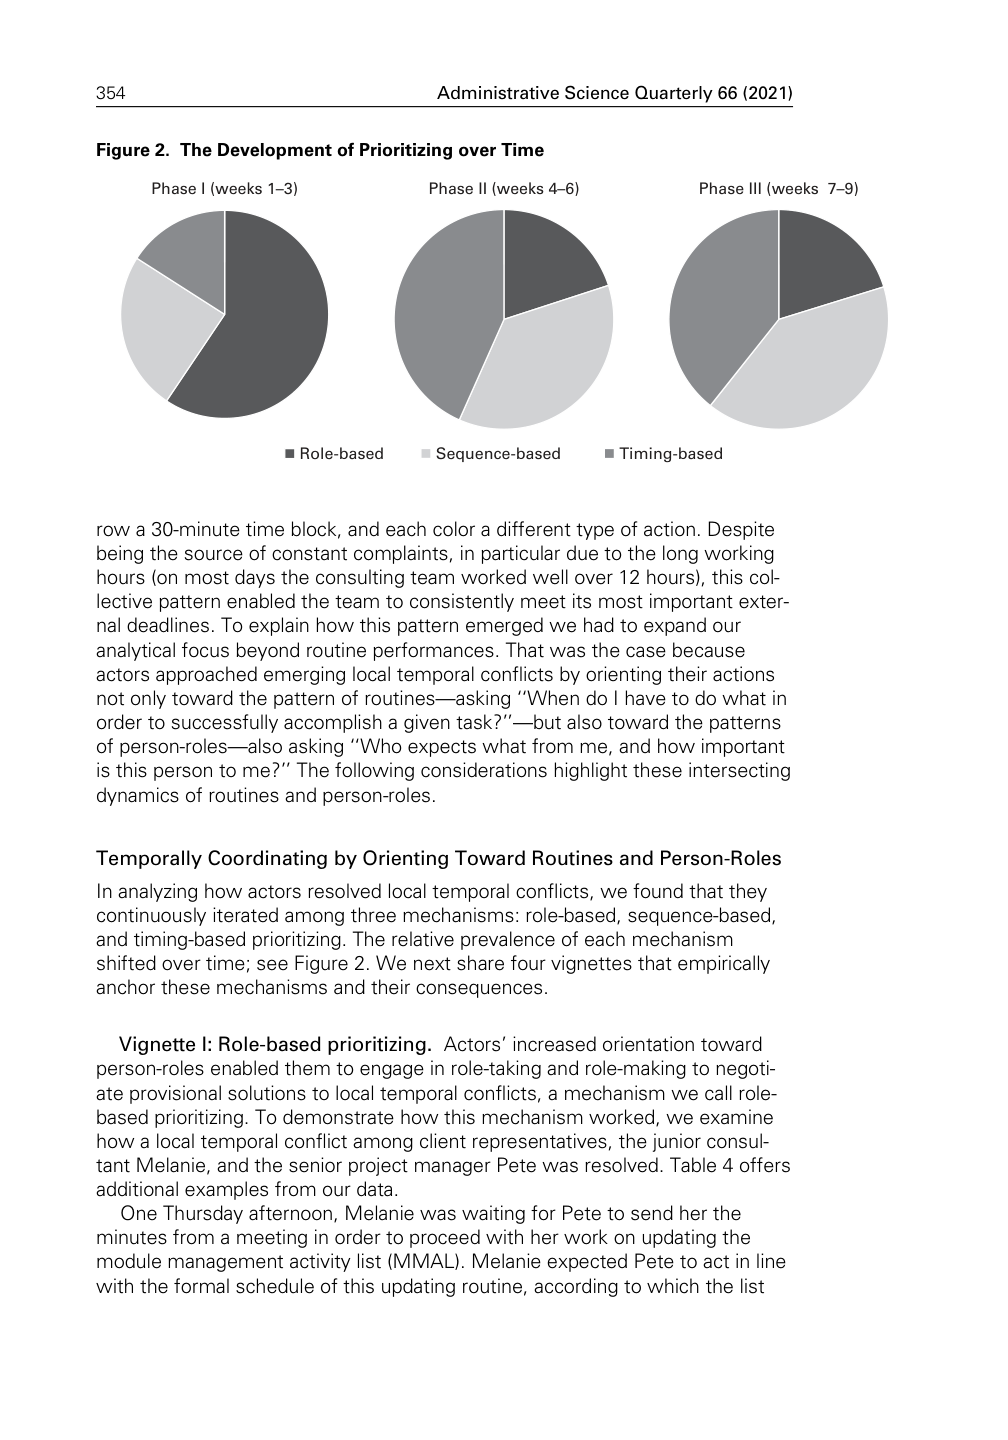 354
Administrative Science Quarterly 66 (2021)
Figure 2. The Development of Prioritizing over Time
Phase I (weeks 1–3)
Phase II (weeks 4–6)
Phase III (weeks 7–9)
Role-based
Sequence-based
Timing-based
row a 30-minute time block, and each color a different type of action. Despite
being the source of constant complaints, in particular due to the long working
hours (on most days the consulting team worked well over 12 hours), this col-
lective pattern enabled the team to consistently meet its most important exter-
nal deadlines. To explain how this pattern emerged we had to expand our
analytical focus beyond routine performances. That was the case because
actors approached emerging local temporal conflicts by orienting their actions
not only toward the pattern of routines—asking ‘‘When do I have to do what in
order to successfully accomplish a given task?’’—but also toward the patterns
of person-roles—also asking ‘‘Who expects what from me, and how important
is this person to me?’’ The following considerations highlight these intersecting
dynamics of routines and person-roles.
Temporally Coordinating by Orienting Toward Routines and Person-Roles
In analyzing how actors resolved local temporal conflicts, we found that they
continuously iterated among three mechanisms: role-based, sequence-based,
and timing-based prioritizing. The relative prevalence of each mechanism
shifted over time; see Figure 2. We next share four vignettes that empirically
anchor these mechanisms and their consequences.
Vignette I: Role-based prioritizing. Actors’ increased orientation toward
person-roles enabled them to engage in role-taking and role-making to negoti-
ate provisional solutions to local temporal conflicts, a mechanism we call role-
based prioritizing. To demonstrate how this mechanism worked, we examine
how a local temporal conflict among client representatives, the junior consul-
tant Melanie, and the senior project manager Pete was resolved. Table 4 offers
additional examples from our data.
One Thursday afternoon, Melanie was waiting for Pete to send her the
minutes from a meeting in order to proceed with her work on updating the
module management activity list (MMAL). Melanie expected Pete to act in line
with the formal schedule of this updating routine, according to which the list